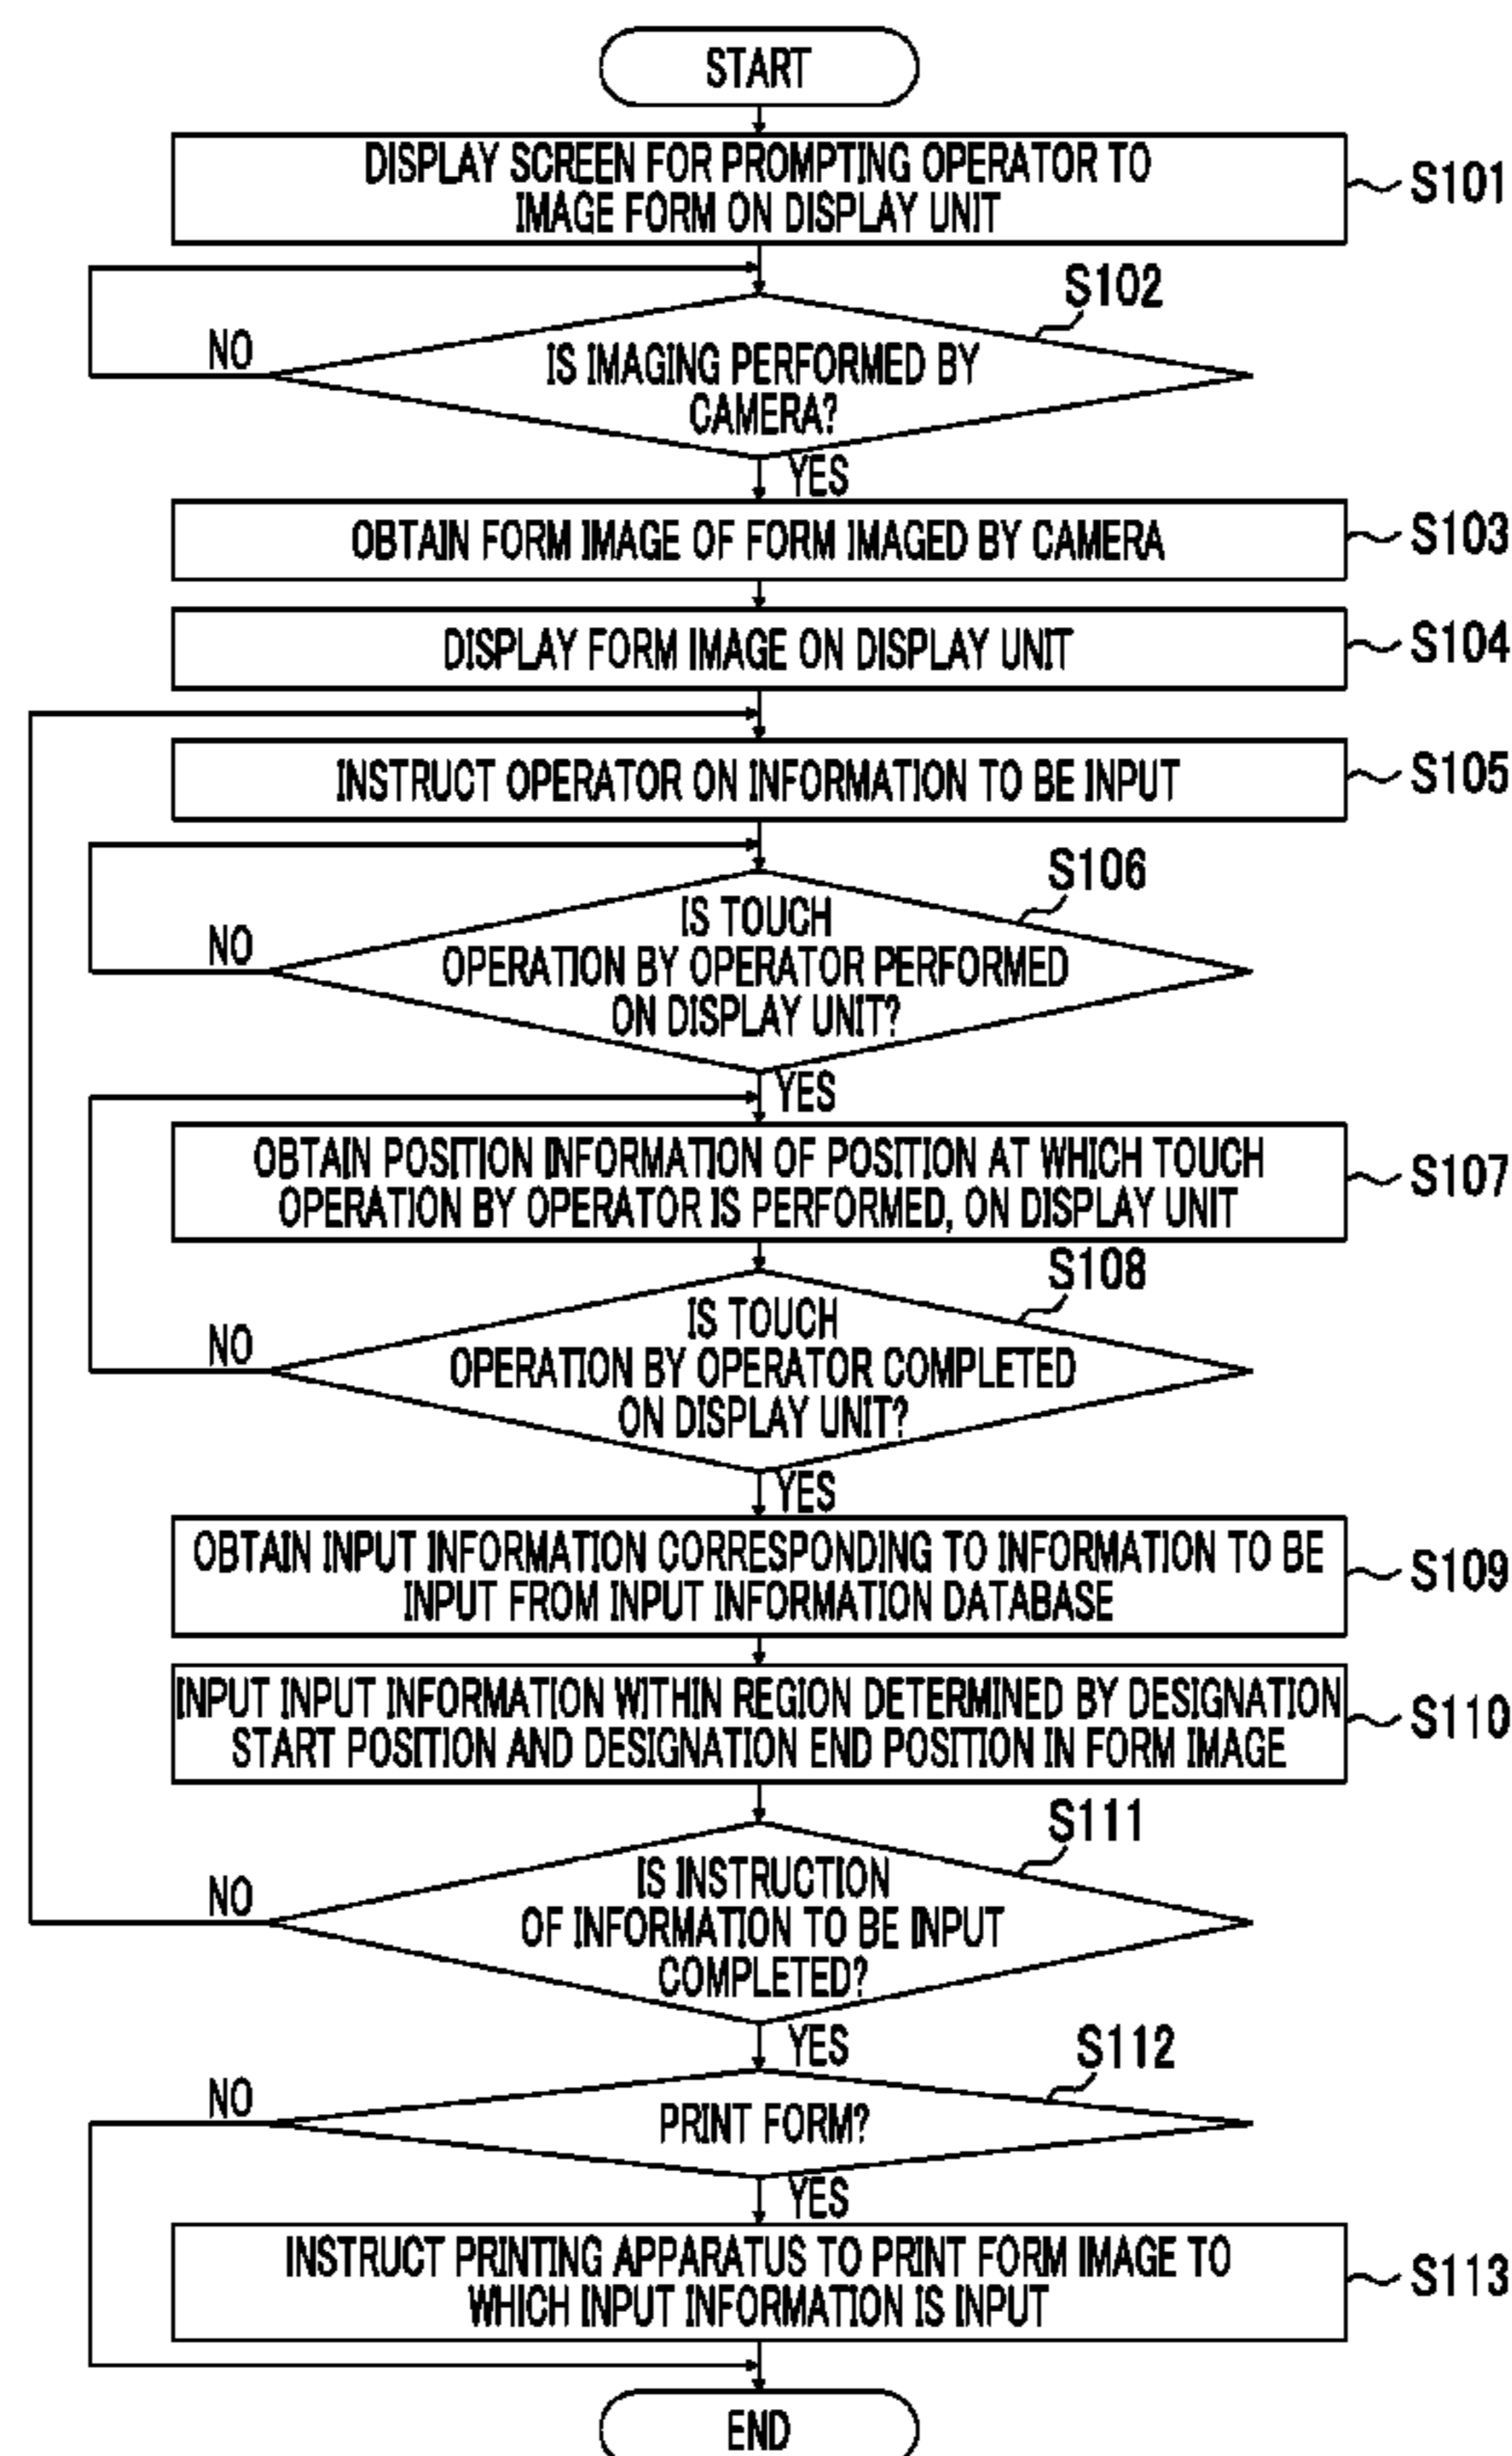 START
DISPLAY SCREEN FOR PROMPTING OPERATOR TO
IMAGE FORM ON DISPLAY UNIT
S101
S102
NO
IS IMAGING PERFORMED BY
CAMERA?
YES
OBTAIN FORM IMAGE OF FORM IMAGED BY CAMERA
S103
DISPLAY FORM IMAGE ON DISPLAY UNIT
S104
INSTRUCT OPERATOR ON INFORMATION TO BE INPUT
S105
S106
NO
IS TOUCH
OPERATION BY OPERATOR PERFORMED
ON DISPLAY UNIT?
YES
OBTAIN POSITION INFORMATION OF POSITION AT WHICH TOUCH
OPERATION BY OPERATOR IS PERFORMED, ON DISPLAY UNIT
S107
S108
NO
IS TOUCH
OPERATION BY OPERATOR COMPLETED
ON DISPLAY UNIT?
YES
OBTAIN INPUT INFORMATION CORRESPONDING TO INFORMATION TO BE
INPUT FROM INPUT INFORMATION DATABASE
S109
INPUT INPUT INFORMATION WITHIN REGION DETERMINED BY DESIGNATION
START POSITION AND DESIGNATION END POSITION IN FORM IMAGE
S110
S111
NO
IS INSTRUCTION
OF INFORMATION TO BE INPUT
COMPLETED?
YES
S112
NO
PRINT FORM?
YES
INSTRUCT PRINTING APPARATUS TO PRINT FORM IMAGE TO
WHICH INPUT INFORMATION IS INPUT
S113
END